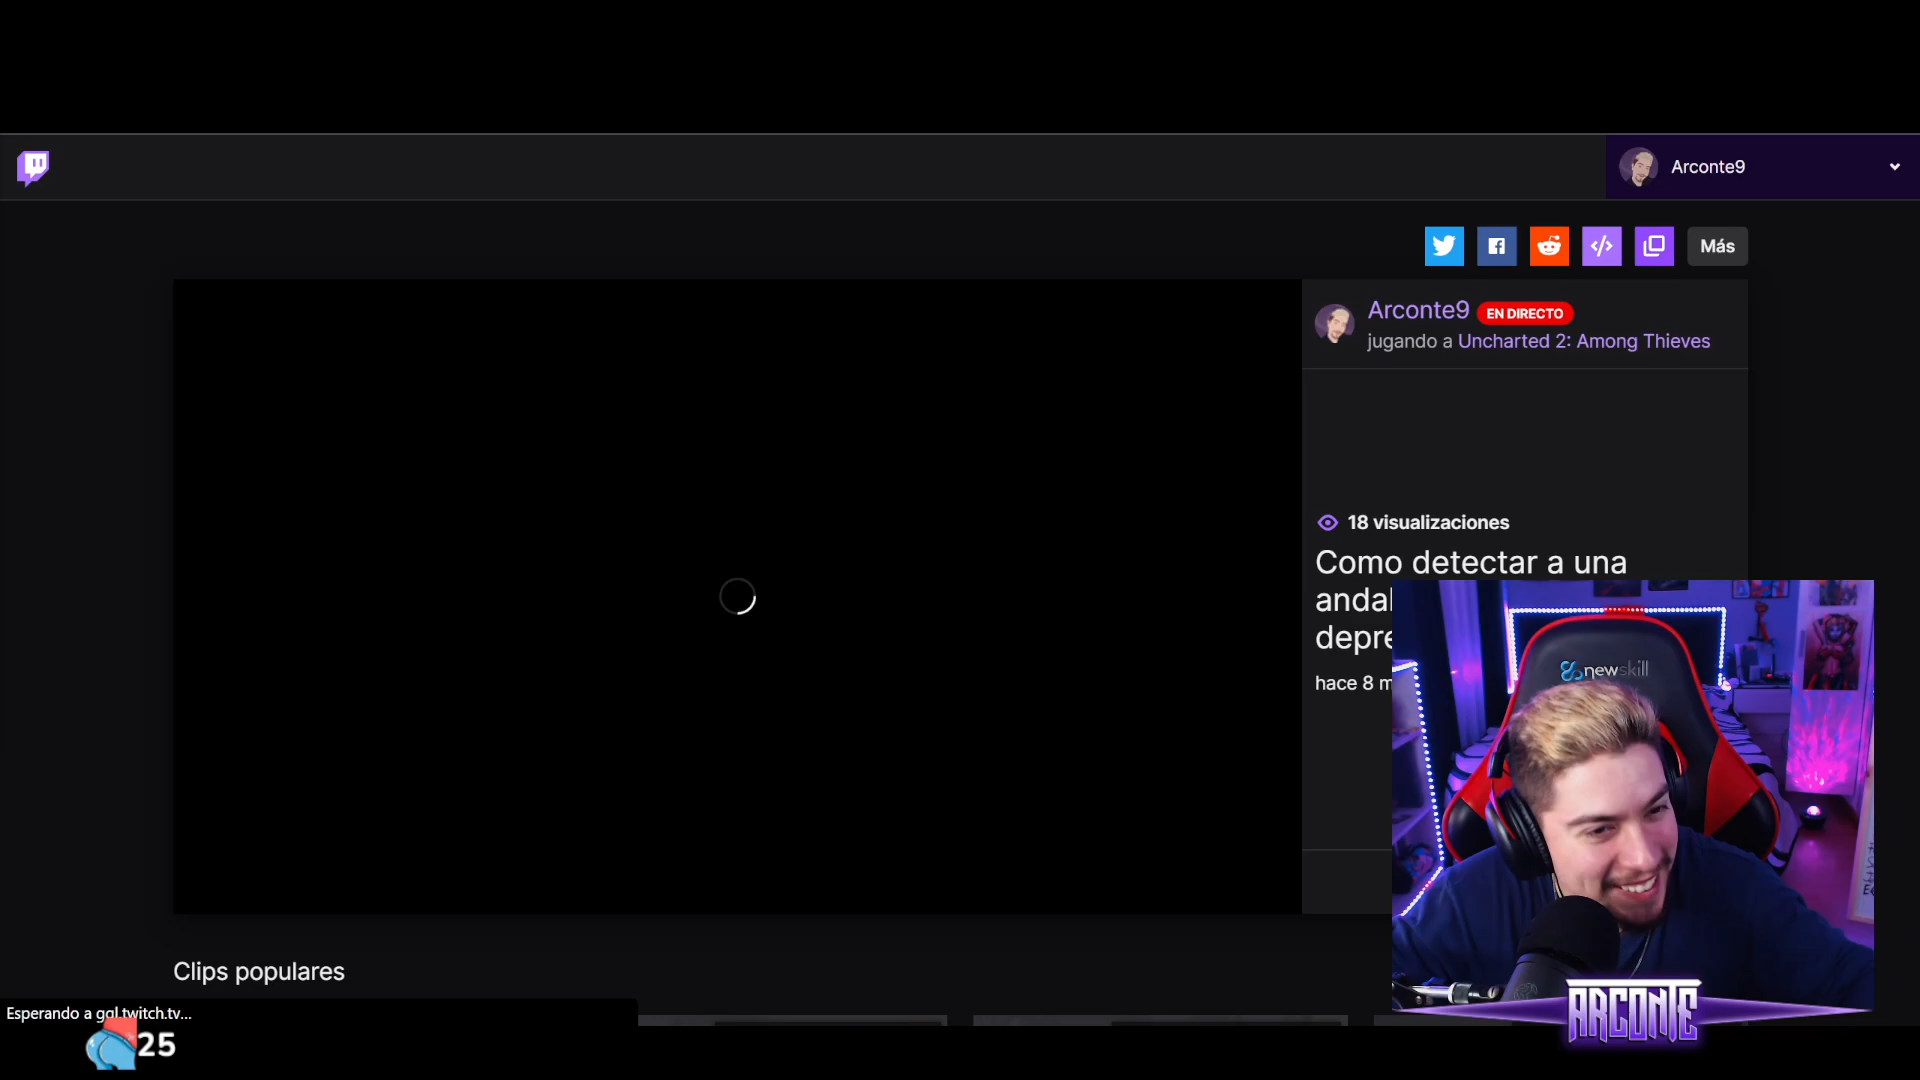 Arconte9
Más
Arconte9 EN DIRECTO
jugando a Uncharted 2: Among Thieves
18 visualizaciones
Como detectar a una
andal
depre
hace 8 m
newskill
Clips populares
Esperando a gql.twitch.tv...
25
ARCONTE